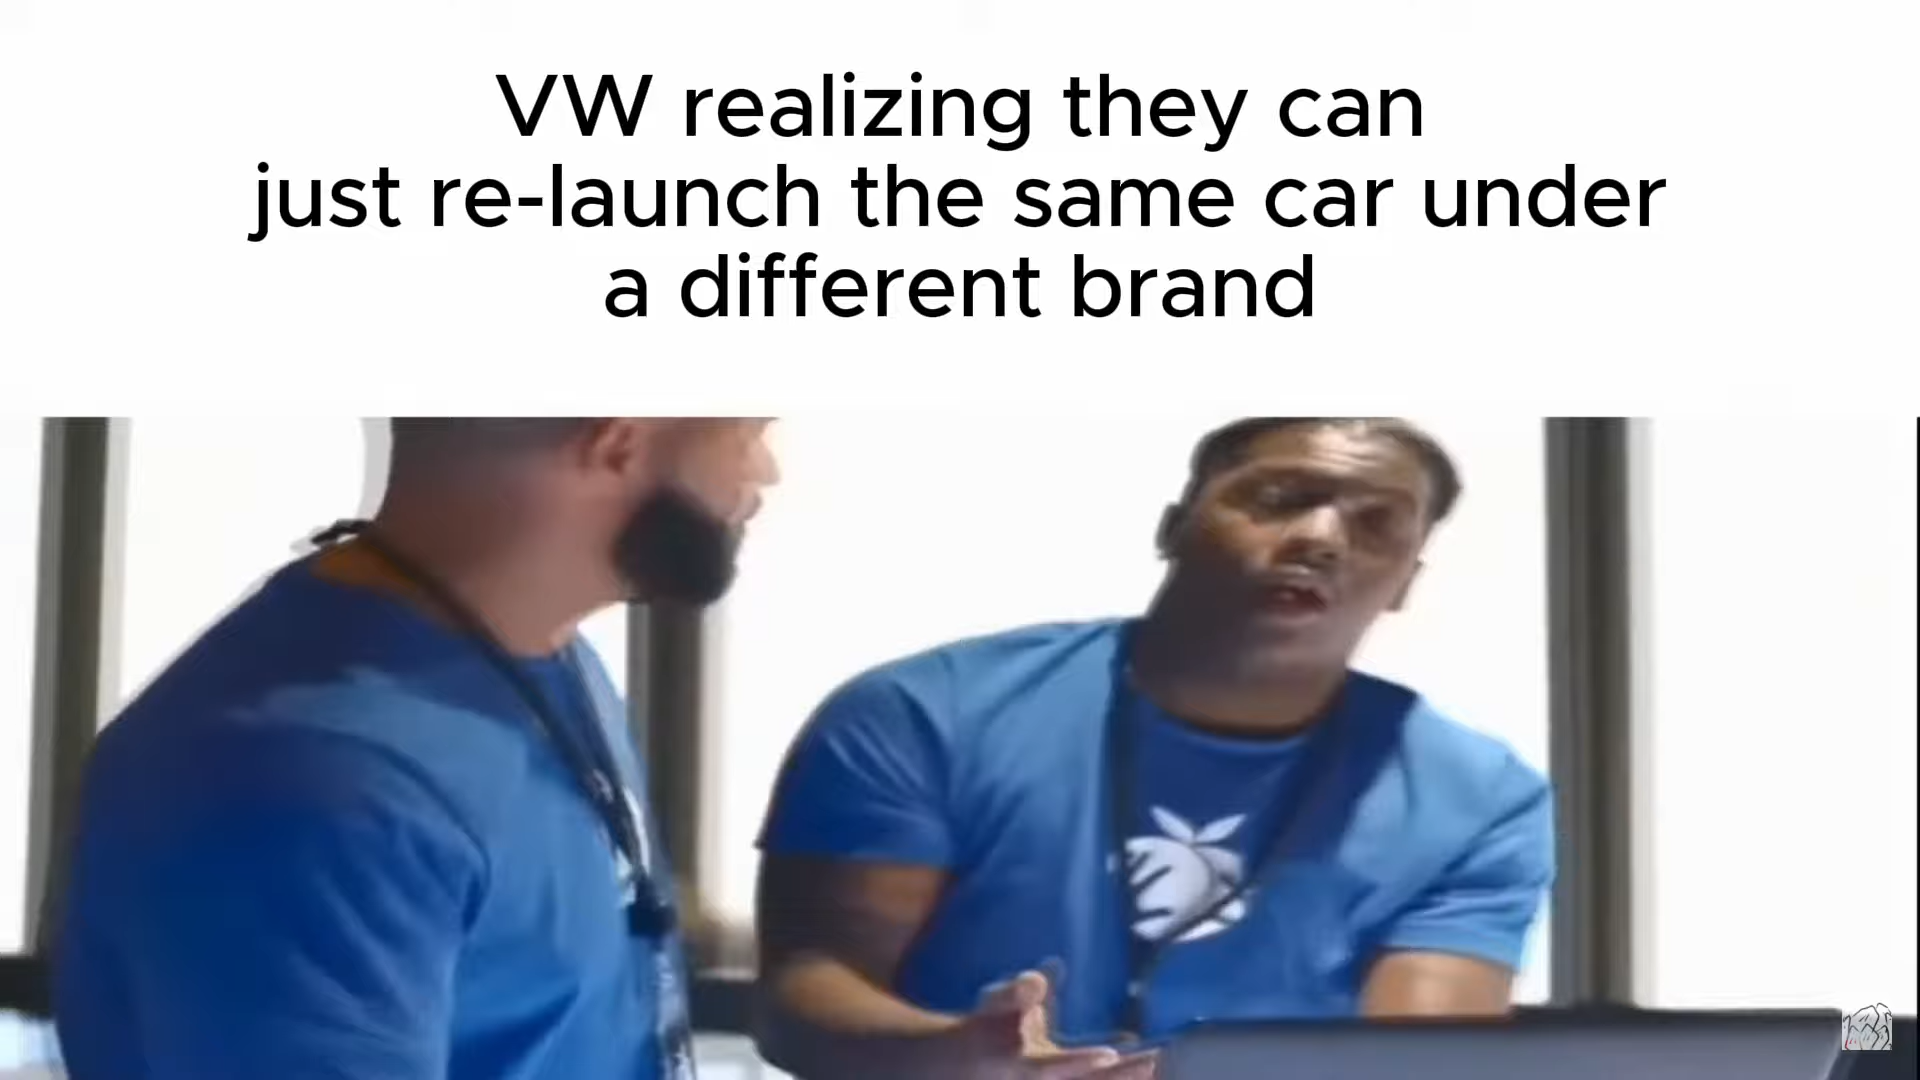 VW realizing they can
just re-launch the same car under
a different brand